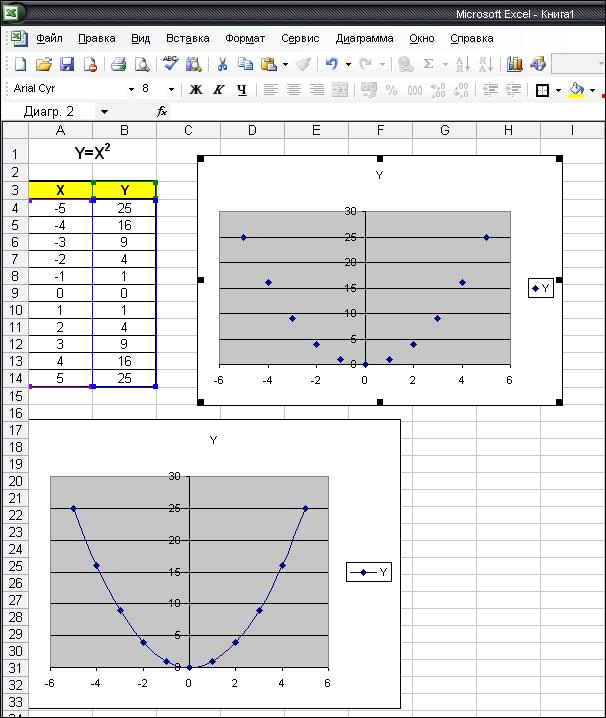 Microsoft Excel - Книга1
Файл Правка Вид Вставка Формат Сервис Диаграмма Окно Справка
Arial Cyr 8 Ж К Ч % 000
Диагр. 2 fx
A B C D E F G H I
1 Y=X²
2
3 X Y
4 -5 25
5 -4 16
6 -3 9
7 -2 4
8 -1 1
9 0 0
10 1 1
11 2 4
12 3 9
13 4 16
14 5 25
15
16
17
18
19
20
21
22
23
24
25
26
27
28
29
30
31
32
33
Y
30
25
20
15
10
5
0
-6 -4 -2 0 2 4 6
Y
Y
30
25
20
15
10
5
0
-6 -4 -2 0 2 4 6
Y